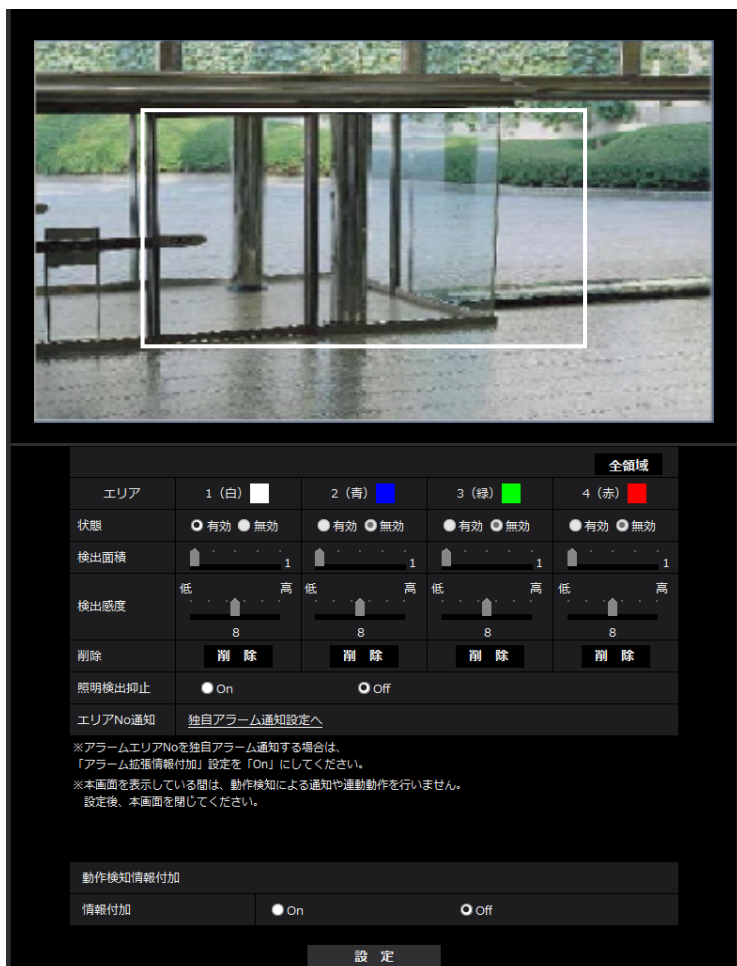 全領域
エリア 1（白） 2（青） 3（緑） 4（赤）
状態 有効 無効 有効 無効 有効 無効 有効 無効
検出面積 1 1 1 1
低 高 低 高 低 高 低 高
検出感度
8 8 8 8
削除 削 除 削 除 削 除 削 除
照明検出抑止 On Off
エリアNo通知 独自アラーム通知設定へ
※アラームエリアNoを独自アラーム通知する場合は、
「アラーム拡張情報付加」設定を「On」にしてください。
※本画面を表示している間は、動作検知による通知や連動動作を行いません。
設定後、本画面を閉じてください。
動作検知情報付加
情報付加 On Off
設 定